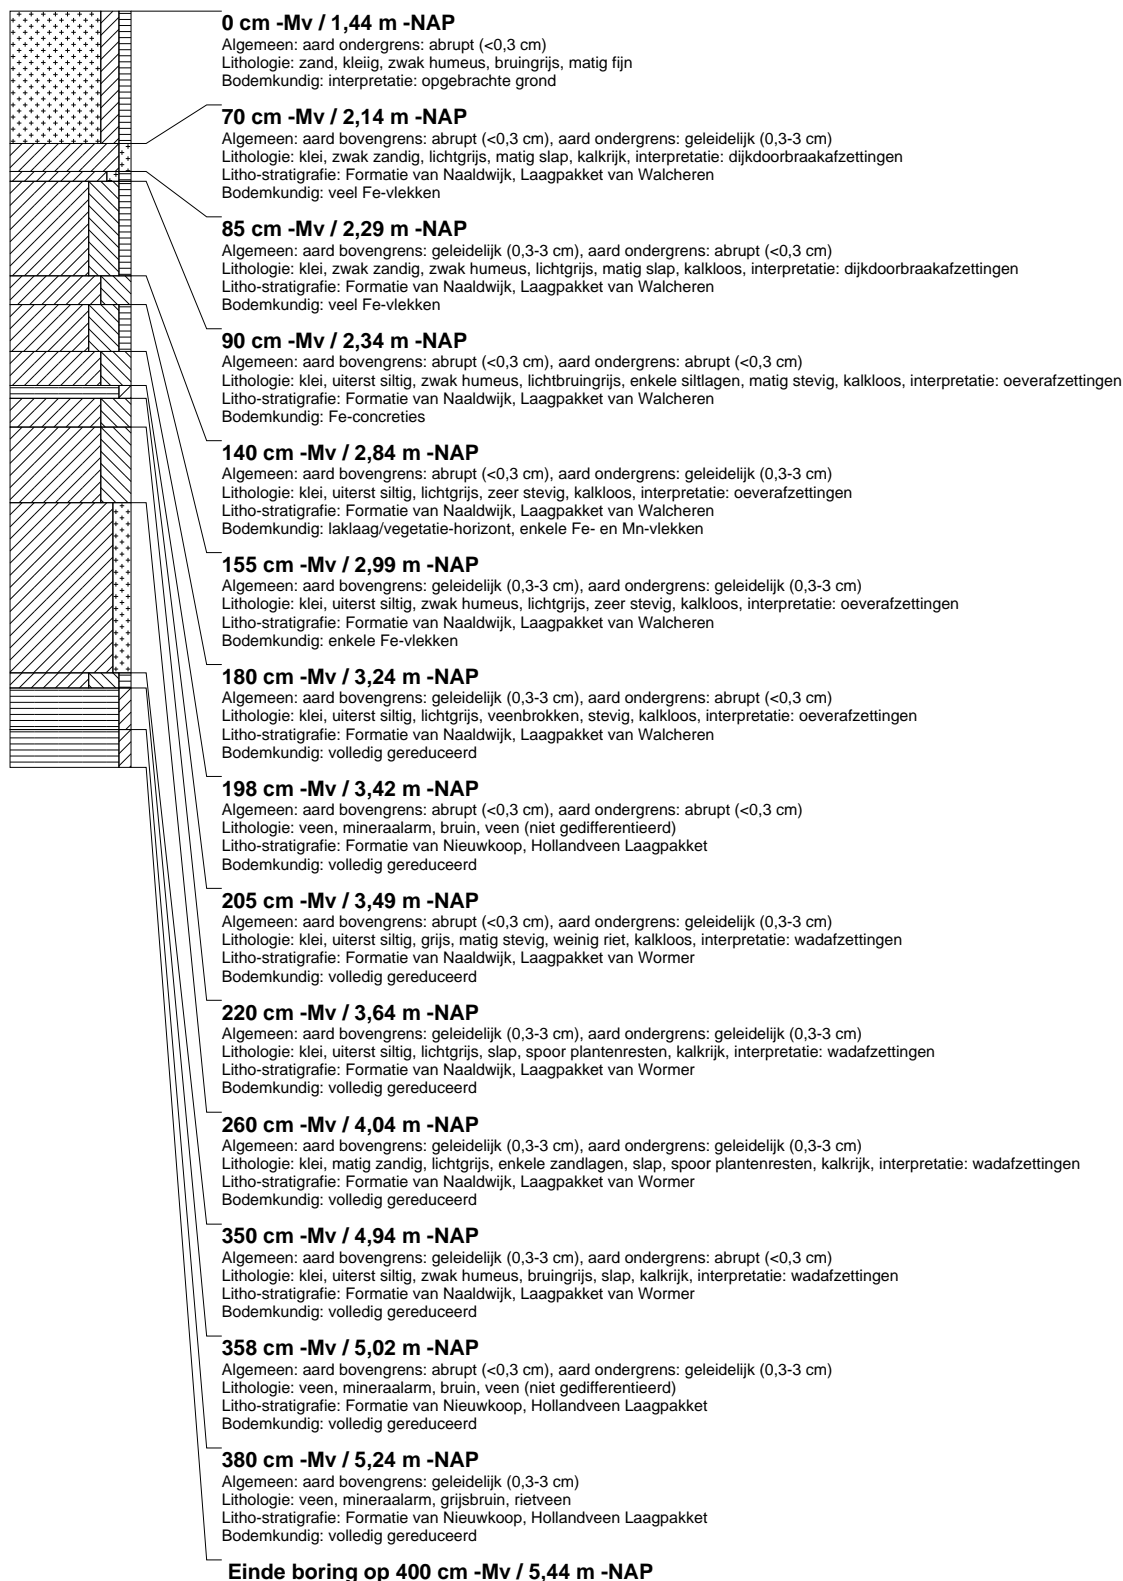 0 cm -Mv / 1,44 m -NAP
Algemeen: aard ondergrens: abrupt (<0,3 cm)
Lithologie: zand, kleiig, zwak humeus, bruingrijs, matig fijn
Bodemkundig: interpretatie: opgebrachte grond
70 cm -Mv / 2,14 m -NAP
Algemeen: aard bovengrens: abrupt (<0,3 cm), aard ondergrens: geleidelijk (0,3-3 cm)
Lithologie: klei, zwak zandig, lichtgrijs, matig slap, kalkrijk, interpretatie: dijkdoorbraakafzettingen
Litho-stratigrafie: Formatie van Naaldwijk, Laagpakket van Walcheren
Bodemkundig: veel Fe-vlekken
85 cm -Mv / 2,29 m -NAP
Algemeen: aard bovengrens: geleidelijk (0,3-3 cm), aard ondergrens: abrupt (<0,3 cm)
Lithologie: klei, zwak zandig, zwak humeus, lichtgrijs, matig slap, kalkloos, interpretatie: dijkdoorbraakafzettingen
Litho-stratigrafie: Formatie van Naaldwijk, Laagpakket van Walcheren
Bodemkundig: veel Fe-vlekken
90 cm -Mv / 2,34 m -NAP
Algemeen: aard bovengrens: abrupt (<0,3 cm), aard ondergrens: abrupt (<0,3 cm)
Lithologie: klei, uiterst siltig, zwak humeus, lichtbruingrijs, enkele siltlagen, matig stevig, kalkloos, interpretatie: oeverafzettingen
Litho-stratigrafie: Formatie van Naaldwijk, Laagpakket van Walcheren
Bodemkundig: Fe-concreties
140 cm -Mv / 2,84 m -NAP
Algemeen: aard bovengrens: abrupt (<0,3 cm), aard ondergrens: geleidelijk (0,3-3 cm)
Lithologie: klei, uiterst siltig, lichtgrijs, zeer stevig, kalkloos, interpretatie: oeverafzettingen
Litho-stratigrafie: Formatie van Naaldwijk, Laagpakket van Walcheren
Bodemkundig: laklaag/vegetatie-horizont, enkele Fe- en Mn-vlekken
155 cm -Mv / 2,99 m -NAP
Algemeen: aard bovengrens: geleidelijk (0,3-3 cm), aard ondergrens: geleidelijk (0,3-3 cm)
Lithologie: klei, uiterst siltig, zwak humeus, lichtgrijs, zeer stevig, kalkloos, interpretatie: oeverafzettingen
Litho-stratigrafie: Formatie van Naaldwijk, Laagpakket van Walcheren
Bodemkundig: enkele Fe-vlekken
180 cm -Mv / 3,24 m -NAP
Algemeen: aard bovengrens: geleidelijk (0,3-3 cm), aard ondergrens: abrupt (<0,3 cm)
Lithologie: klei, uiterst siltig, lichtgrijs, veenbrokken, stevig, kalkloos, interpretatie: oeverafzettingen
Litho-stratigrafie: Formatie van Naaldwijk, Laagpakket van Walcheren
Bodemkundig: volledig gereduceerd
198 cm -Mv / 3,42 m -NAP
Algemeen: aard bovengrens: abrupt (<0,3 cm), aard ondergrens: abrupt (<0,3 cm)
Lithologie: veen, mineraalarm, bruin, veen (niet gedifferentieerd)
Litho-stratigrafie: Formatie van Nieuwkoop, Hollandveen Laagpakket
Bodemkundig: volledig gereduceerd
205 cm -Mv / 3,49 m -NAP
Algemeen: aard bovengrens: abrupt (<0,3 cm), aard ondergrens: geleidelijk (0,3-3 cm)
Lithologie: klei, uiterst siltig, grijs, matig stevig, weinig riet, kalkloos, interpretatie: wadafzettingen
Litho-stratigrafie: Formatie van Naaldwijk, Laagpakket van Wormer
Bodemkundig: volledig gereduceerd
220 cm -Mv / 3,64 m -NAP
Algemeen: aard bovengrens: geleidelijk (0,3-3 cm), aard ondergrens: geleidelijk (0,3-3 cm)
Lithologie: klei, uiterst siltig, lichtgrijs, slap, spoor plantenresten, kalkrijk, interpretatie: wadafzettingen
Litho-stratigrafie: Formatie van Naaldwijk, Laagpakket van Wormer
Bodemkundig: volledig gereduceerd
260 cm -Mv / 4,04 m -NAP
Algemeen: aard bovengrens: geleidelijk (0,3-3 cm), aard ondergrens: geleidelijk (0,3-3 cm)
Lithologie: klei, matig zandig, lichtgrijs, enkele zandlagen, slap, spoor plantenresten, kalkrijk, interpretatie: wadafzettingen
Litho-stratigrafie: Formatie van Naaldwijk, Laagpakket van Wormer
Bodemkundig: volledig gereduceerd
350 cm -Mv / 4,94 m -NAP
Algemeen: aard bovengrens: geleidelijk (0,3-3 cm), aard ondergrens: abrupt (<0,3 cm)
Lithologie: klei, uiterst siltig, zwak humeus, bruingrijs, slap, kalkrijk, interpretatie: wadafzettingen
Litho-stratigrafie: Formatie van Naaldwijk, Laagpakket van Wormer
Bodemkundig: volledig gereduceerd
358 cm -Mv / 5,02 m -NAP
Algemeen: aard bovengrens: abrupt (<0,3 cm), aard ondergrens: geleidelijk (0,3-3 cm)
Lithologie: veen, mineraalarm, bruin, veen (niet gedifferentieerd)
Litho-stratigrafie: Formatie van Nieuwkoop, Hollandveen Laagpakket
Bodemkundig: volledig gereduceerd
380 cm -Mv / 5,24 m -NAP
Algemeen: aard bovengrens: geleidelijk (0,3-3 cm)
Lithologie: veen, mineraalarm, grijsbruin, rietveen
Litho-stratigrafie: Formatie van Nieuwkoop, Hollandveen Laagpakket
Bodemkundig: volledig gereduceerd
Einde boring op 400 cm -Mv / 5,44 m -NAP